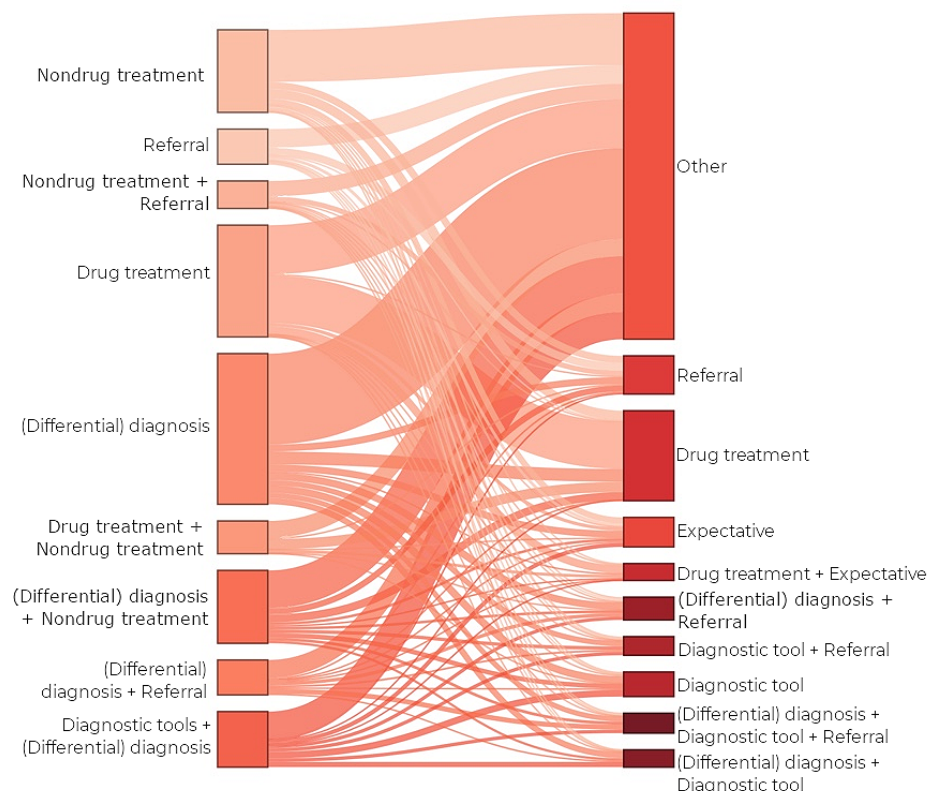 Nondrug treatment
Referral
Nondrug treatment +
Referral
Drug treatment
(Differential) diagnosis
Drug treatment +
Nondrug treatment
(Differential) diagnosis
+ Nondrug treatment
(Differential)
diagnosis + Referral
Diagnostic tools +
(Differential) diagnosis
Other
Referral
Drug treatment
Expectative
Drug treatment + Expectative
(Differential) diagnosis +
Referral
Diagnostic tool + Referral
Diagnostic tool
(Differential) diagnosis +
Diagnostic tool + Referral
(Differential) diagnosis +
Diagnostic tool